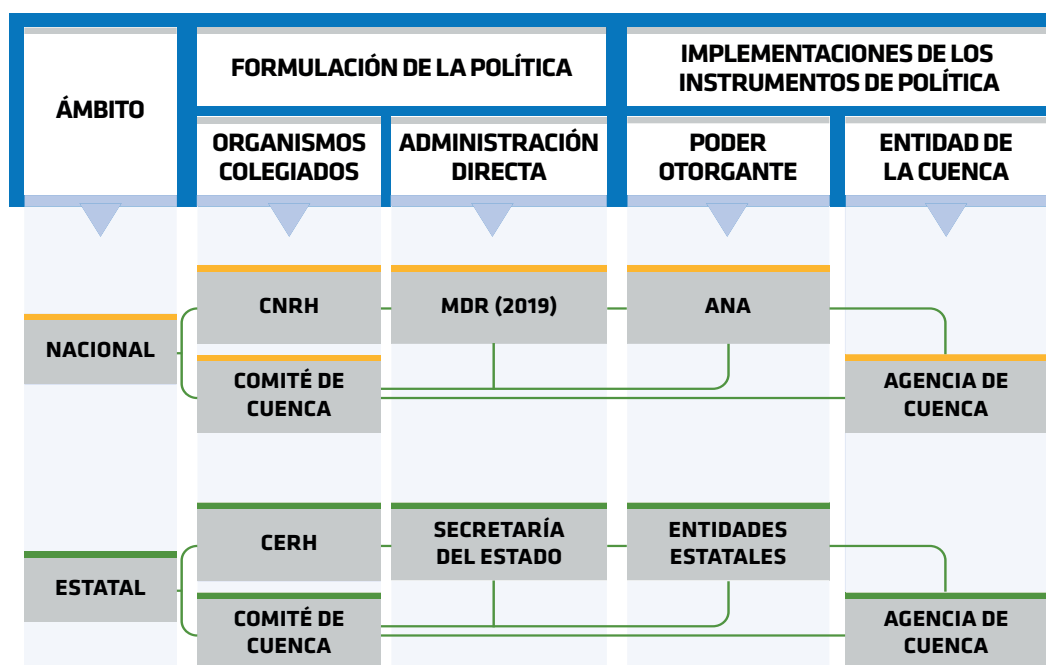 ÁMBITO
FORMULACIÓN DE LA POLÍTICA
IMPLEMENTACIONES DE LOS
INSTRUMENTOS DE POLÍTICA
ORGANISMOS
COLEGIADOS
ADMINISTRACIÓN
DIRECTA
PODER
OTORGANTE
ENTIDAD DE
LA CUENCA
NACIONAL
CNRH
MDR (2019)
ANA
COMITÉ DE
CUENCA
AGENCIA DE
CUENCA
ESTATAL
CERH
SECRETARÍA
DEL ESTADO
ENTIDADES
ESTATALES
COMITÉ DE
CUENCA
AGENCIA DE
CUENCA